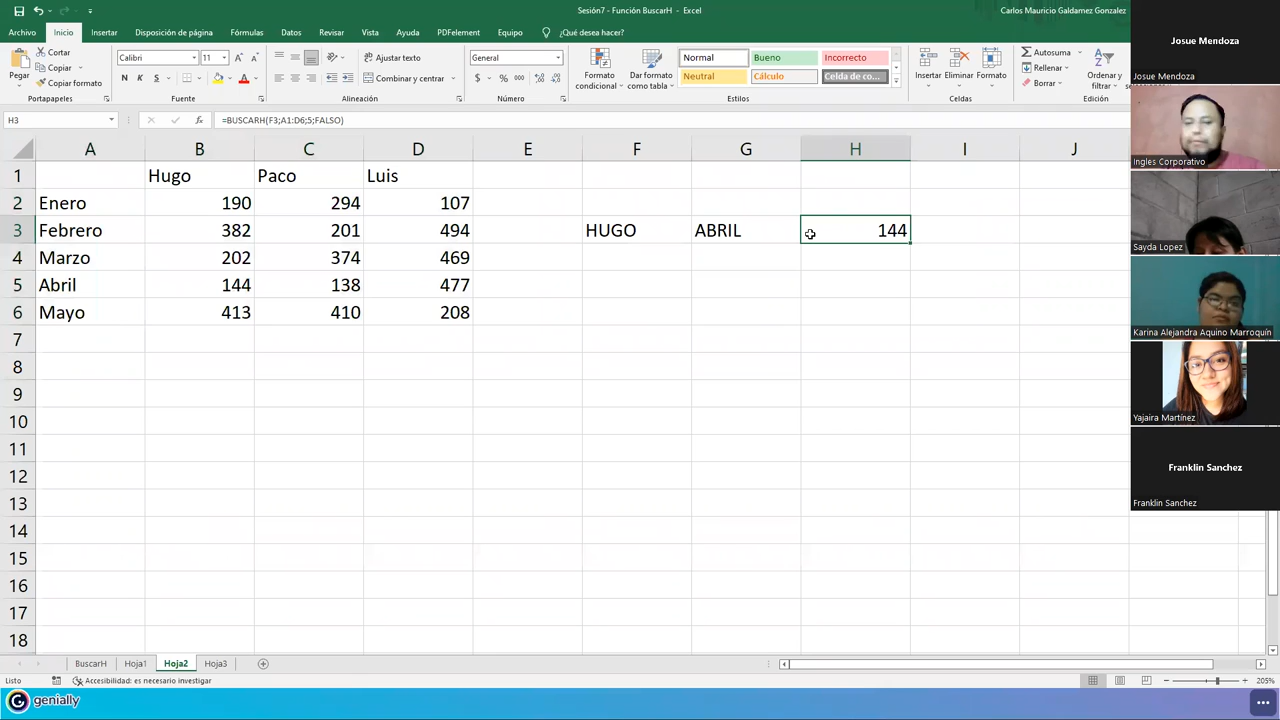 Sesión7 - Función BuscarH - Excel
Carlos Mauricio Galdamez Gonzalez
Archivo Inicio Insertar Disposición de página Fórmulas Datos Revisar Vista Ayuda PDFelement Equipo ¿Qué desea hacer?
Pegar
Cortar
Copiar
Copiar formato
Portapapeles
Calibri 11
N K S
Fuente
Ajustar texto
Combinar y centrar
Alineación
General
$ % 000
Número
Formato condicional
Dar formato como tabla
Normal Bueno Incorrecto
Neutral Cálculo Celda de co...
Estilos
Insertar Eliminar Formato
Celdas
Autosuma
Rellenar
Borrar
Ordenar y filtrar
Edición
H3 =BUSCARH(F3;A1:D6;5;FALSO)
A B C D E F G H I J
1 Hugo Paco Luis
2 Enero 190 294 107
3 Febrero 382 201 494 HUGO ABRIL 144
4 Marzo 202 374 469
5 Abril 144 138 477
6 Mayo 413 410 208
7
8
9
10
11
12
13
14
15
16
17
18
BuscarH Hoja1 Hoja2 Hoja3
Listo Accesibilidad: es necesario investigar 205%
genially
Josue Mendoza
Josue Mendoza
Ingles Corporativo
Sayda Lopez
Karina Alejandra Aquino Marroquín
Yajaira Martínez
Franklin Sanchez
Franklin Sanchez